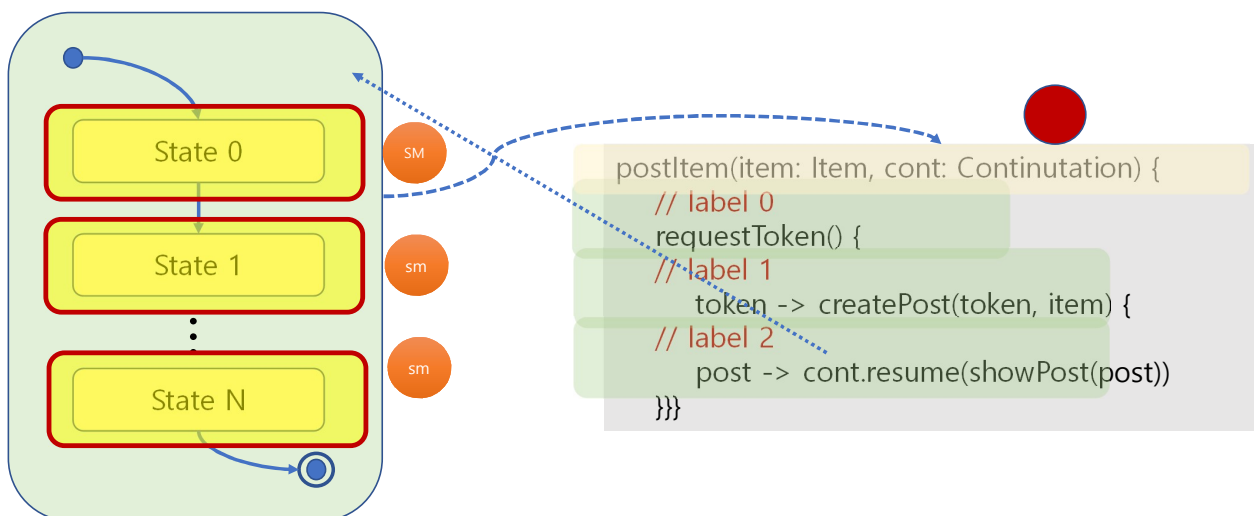 State 0
SM
State 1
sm
State N
sm
postItem(item: Item, cont: Continutation) {
// label 0
requestToken() {
// label 1
token -> createPost(token, item) {
// label 2
post -> cont.resume(showPost(post))
}}}